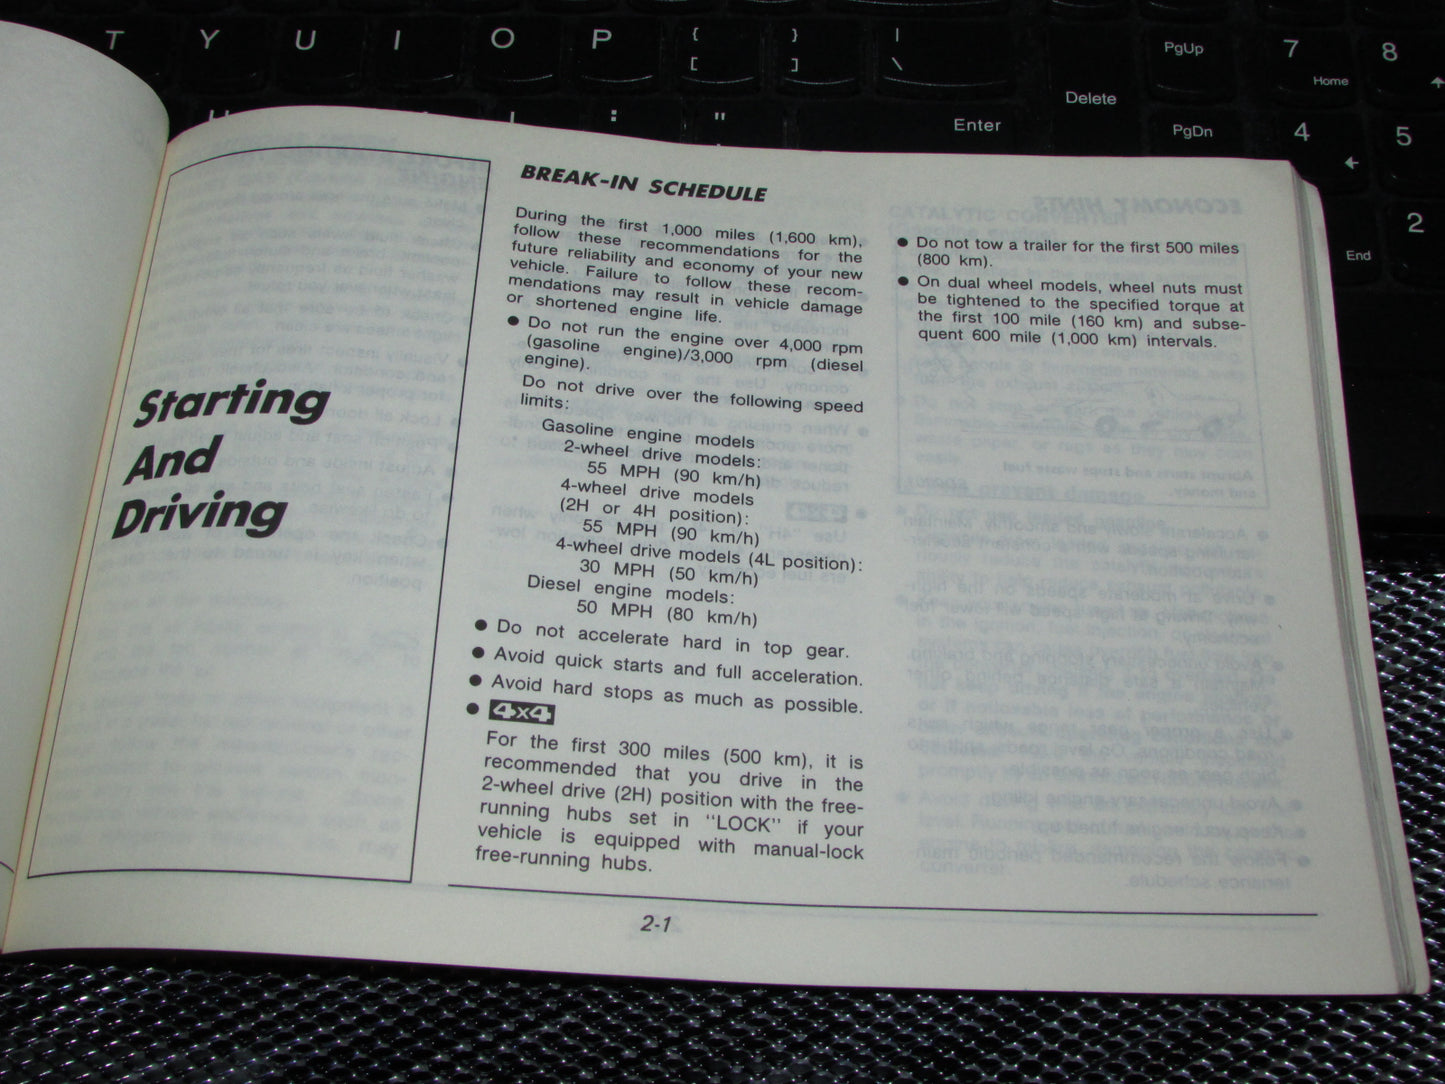 T Y U I O P { [ } ] | \
PgUp
7 Home
8
Delete
: "
Enter
PgDn
4
5
2
End
Starting
And
Driving
BREAK-IN SCHEDULE
During the first 1,000 miles (1,600 km),
follow these recommendations for the
future reliability and economy of your new
vehicle. Failure to follow these recom-
mendations may result in vehicle damage
or shortened engine life.
● Do not run the engine over 4,000 rpm
(gasoline engine)/3,000 rpm (diesel
engine).
Do not drive over the following speed
limits:
Gasoline engine models
2-wheel drive models:
55 MPH (90 km/h)
4-wheel drive models
(2H or 4H position):
55 MPH (90 km/h)
4-wheel drive models (4L position):
30 MPH (50 km/h)
Diesel engine models:
50 MPH (80 km/h)
● Do not accelerate hard in top gear.
● Avoid quick starts and full acceleration.
● Avoid hard stops as much as possible.
● 4x4
For the first 300 miles (500 km), it is
recommended that you drive in the
2-wheel drive (2H) position with the free-
running hubs set in "LOCK" if your
vehicle is equipped with manual-lock
free-running hubs.
● Do not tow a trailer for the first 500 miles
(800 km).
● On dual wheel models, wheel nuts must
be tightened to the specified torque at
the first 100 mile (160 km) and subse-
quent 600 mile (1,000 km) intervals.
2-1